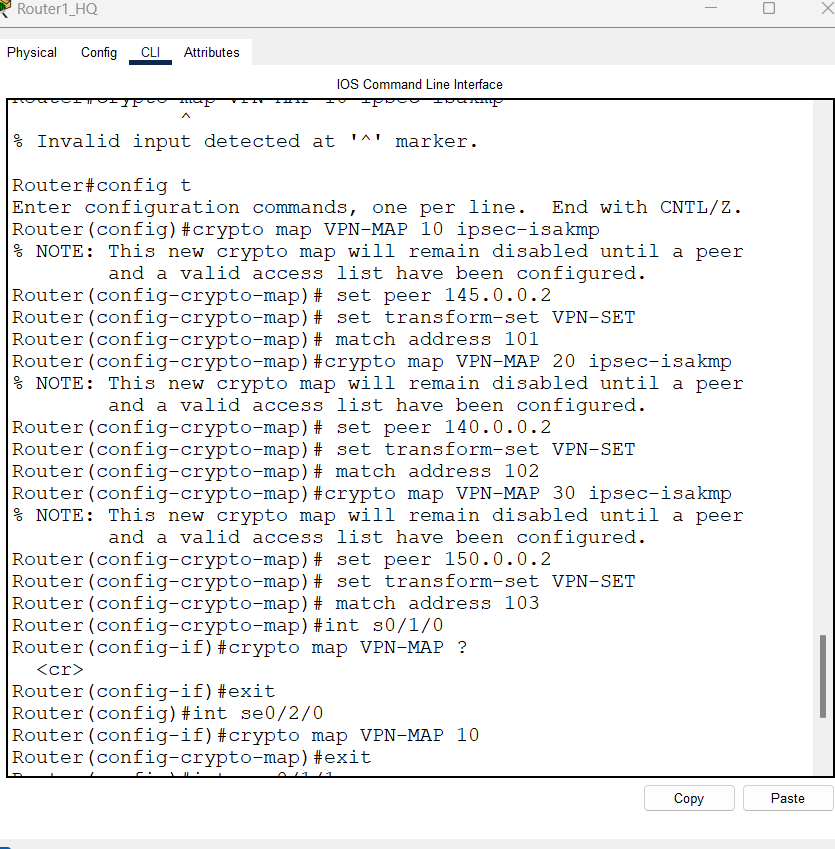 Router1_HQ
Physical Config CLI Attributes
IOS Command Line Interface
Router#crypto map VPN-MAP 10 ipsec-isakmp
^
% Invalid input detected at '^' marker.
Router#config t
Enter configuration commands, one per line. End with CNTL/Z.
Router(config)#crypto map VPN-MAP 10 ipsec-isakmp
% NOTE: This new crypto map will remain disabled until a peer
and a valid access list have been configured.
Router(config-crypto-map)# set peer 145.0.0.2
Router(config-crypto-map)# set transform-set VPN-SET
Router(config-crypto-map)# match address 101
Router(config-crypto-map)#crypto map VPN-MAP 20 ipsec-isakmp
% NOTE: This new crypto map will remain disabled until a peer
and a valid access list have been configured.
Router(config-crypto-map)# set peer 140.0.0.2
Router(config-crypto-map)# set transform-set VPN-SET
Router(config-crypto-map)# match address 102
Router(config-crypto-map)#crypto map VPN-MAP 30 ipsec-isakmp
% NOTE: This new crypto map will remain disabled until a peer
and a valid access list have been configured.
Router(config-crypto-map)# set peer 150.0.0.2
Router(config-crypto-map)# set transform-set VPN-SET
Router(config-crypto-map)# match address 103
Router(config-crypto-map)#int s0/1/0
Router(config-if)#crypto map VPN-MAP ?
<cr>
Router(config-if)#exit
Router(config)#int se0/2/0
Router(config-if)#crypto map VPN-MAP 10
Router(config-crypto-map)#exit
Copy Paste